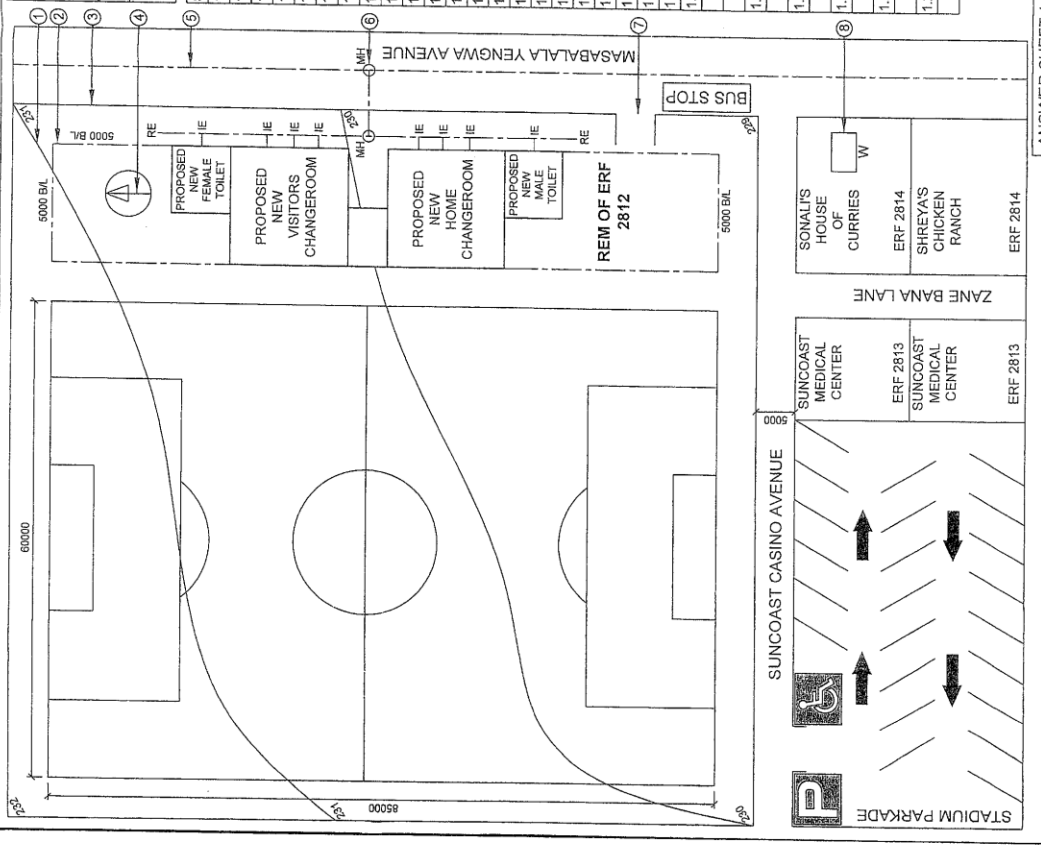 1
2
3
4
5
6
7
8
MASABALALA YENGWA AVENUE
BUS STOP
231
5000 B/L
5000 B/L
RE
IE
IE
IE
IE
230
MH
MH
IE
IE
IE
IE
RE
229
PROPOSED
NEW
FEMALE
TOILET
PROPOSED
NEW
VISITORS
CHANGEROOM
PROPOSED
NEW
HOME
CHANGEROOM
PROPOSED
NEW
MALE
TOILET
REM OF ERF
2812
5000 B/L
60000
85000
232
231
230
SUNCOAST CASINO AVENUE
5000
SONALI'S
HOUSE
OF
CURRIES
W
ERF 2814
SHREYA'S
CHICKEN
RANCH
ERF 2814
ZANE BANA LANE
SUNCOAST
MEDICAL
CENTER
ERF 2813
SUNCOAST
MEDICAL
CENTER
ERF 2813
P
STADIUM PARKADE